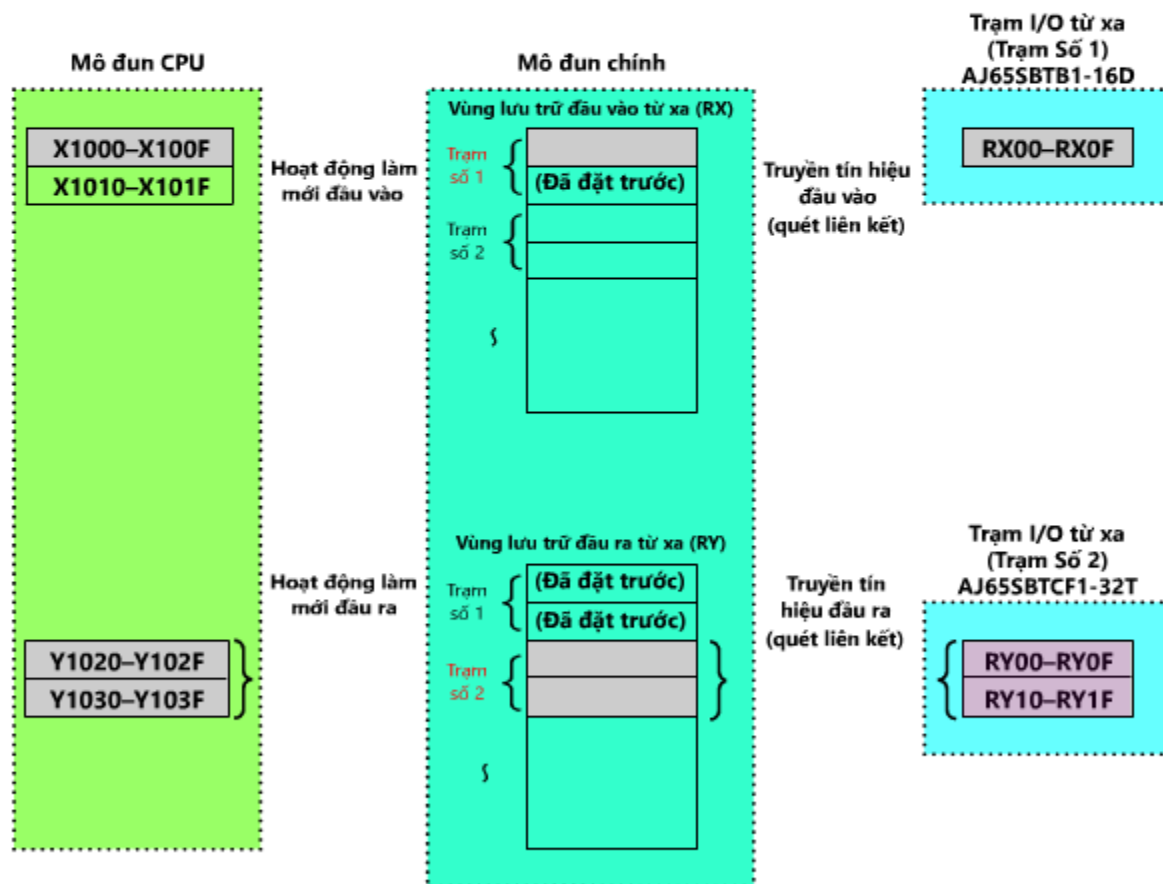 Mô đun CPU
X1000–X100F
X1010–X101F
Y1020–Y102F
Y1030–Y103F
Hoạt động làm
mới đầu vào
Hoạt động làm
mới đầu ra
Mô đun chính
Vùng lưu trữ đầu vào từ xa (RX)
Trạm
số 1
(Đã đặt trước)
Trạm
số 2
Vùng lưu trữ đầu ra từ xa (RY)
Trạm
số 1
(Đã đặt trước)
(Đã đặt trước)
Trạm
số 2
Truyền tín hiệu
đầu vào
(quét liên kết)
Truyền tín
hiệu đầu ra
(quét liên kết)
Trạm I/O từ xa
(Trạm Số 1)
AJ65SBTB1-16D
RX00–RX0F
Trạm I/O từ xa
(Trạm Số 2)
AJ65SBTCF1-32T
RY00–RY0F
RY10–RY1F